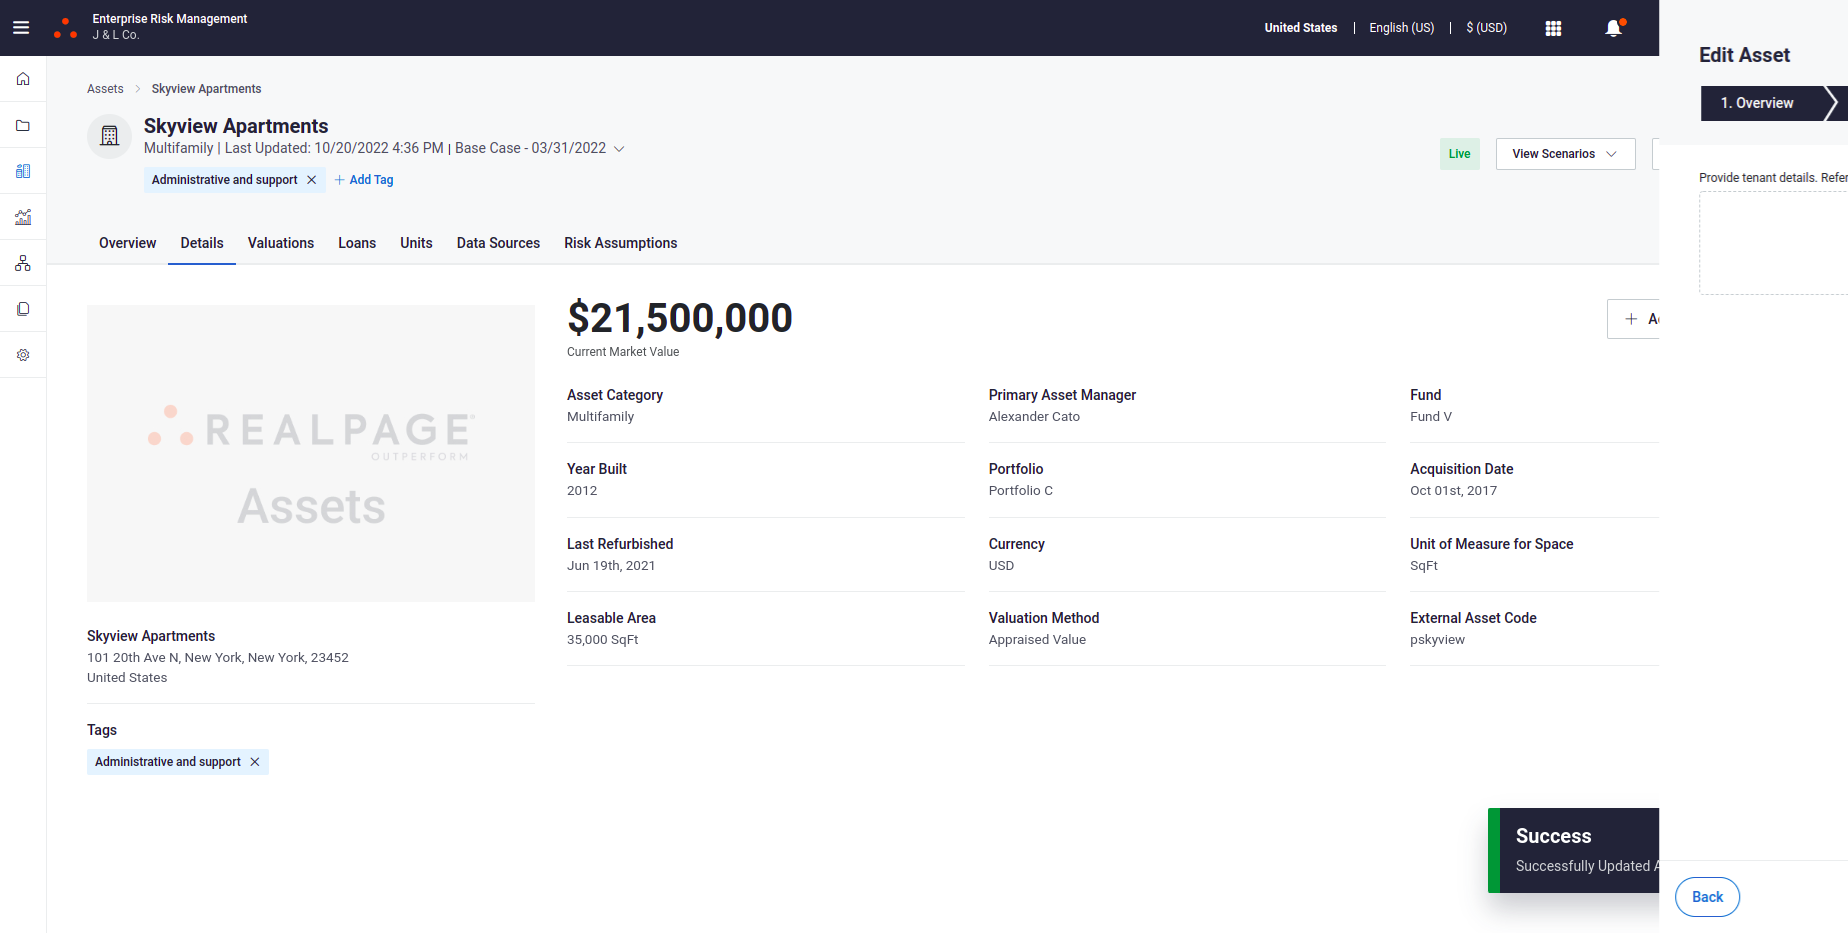 Enterprise Risk Management
J & L Co.
United States | English (US) | $ (USD)
Edit Asset
1. Overview
Assets > Skyview Apartments
Skyview Apartments
Multifamily | Last Updated: 10/20/2022 4:36 PM | Base Case - 03/31/2022
Live
View Scenarios
Administrative and support
Add Tag
Provide tenant details. Refer
Overview
Details
Valuations
Loans
Units
Data Sources
Risk Assumptions
$21,500,000
Current Market Value
REALPAGE
OUTPERFORM
Assets
Asset Category
Multifamily
Primary Asset Manager
Alexander Cato
Fund
Fund V
Year Built
2012
Portfolio
Portfolio C
Acquisition Date
Oct 01st, 2017
Last Refurbished
Jun 19th, 2021
Currency
USD
Unit of Measure for Space
SqFt
Leasable Area
35,000 SqFt
Valuation Method
Appraised Value
External Asset Code
pskyview
Skyview Apartments
101 20th Ave N, New York, New York, 23452
United States
Tags
Administrative and support
Success
Successfully Updated A
Back